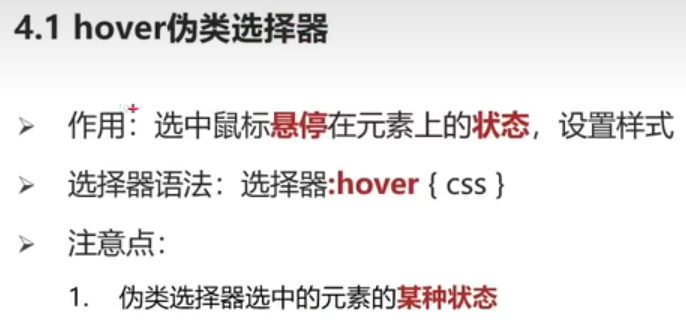 4.1 hover伪类选择器
作用：选中鼠标悬停在元素上的状态，设置样式
选择器语法：选择器:hover { css }
注意点：
1. 伪类选择器选中的元素的某种状态